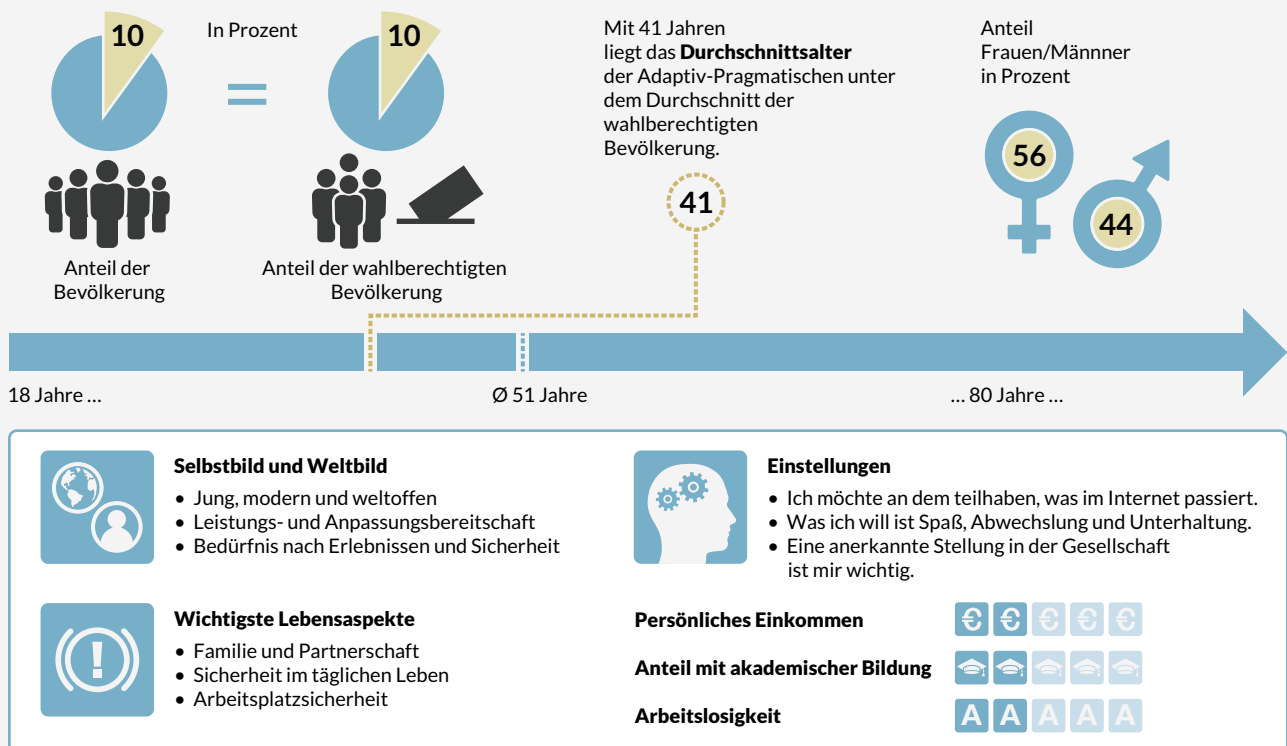 10
In Prozent
10
Anteil der
Bevölkerung
Anteil der wahlberechtigten
Bevölkerung
Mit 41 Jahren
liegt das Durchschnittsalter
der Adaptiv-Pragmatischen unter
dem Durchschnitt der
wahlberechtigten
Bevölkerung.
41
Anteil
Frauen/Männner
in Prozent
56
44
18 Jahre ...
Ø 51 Jahre
... 80 Jahre ...
Selbstbild und Weltbild
• Jung, modern und weltoffen
• Leistungs- und Anpassungsbereitschaft
• Bedürfnis nach Erlebnissen und Sicherheit
Einstellungen
• Ich möchte an dem teilhaben, was im Internet passiert.
• Was ich will ist Spaß, Abwechslung und Unterhaltung.
• Eine anerkannte Stellung in der Gesellschaft
ist mir wichtig.
Wichtigste Lebensaspekte
• Familie und Partnerschaft
• Sicherheit im täglichen Leben
• Arbeitsplatzsicherheit
Persönliches Einkommen
€ € € € €
Anteil mit akademischer Bildung
Arbeitslosigkeit
A A A A A